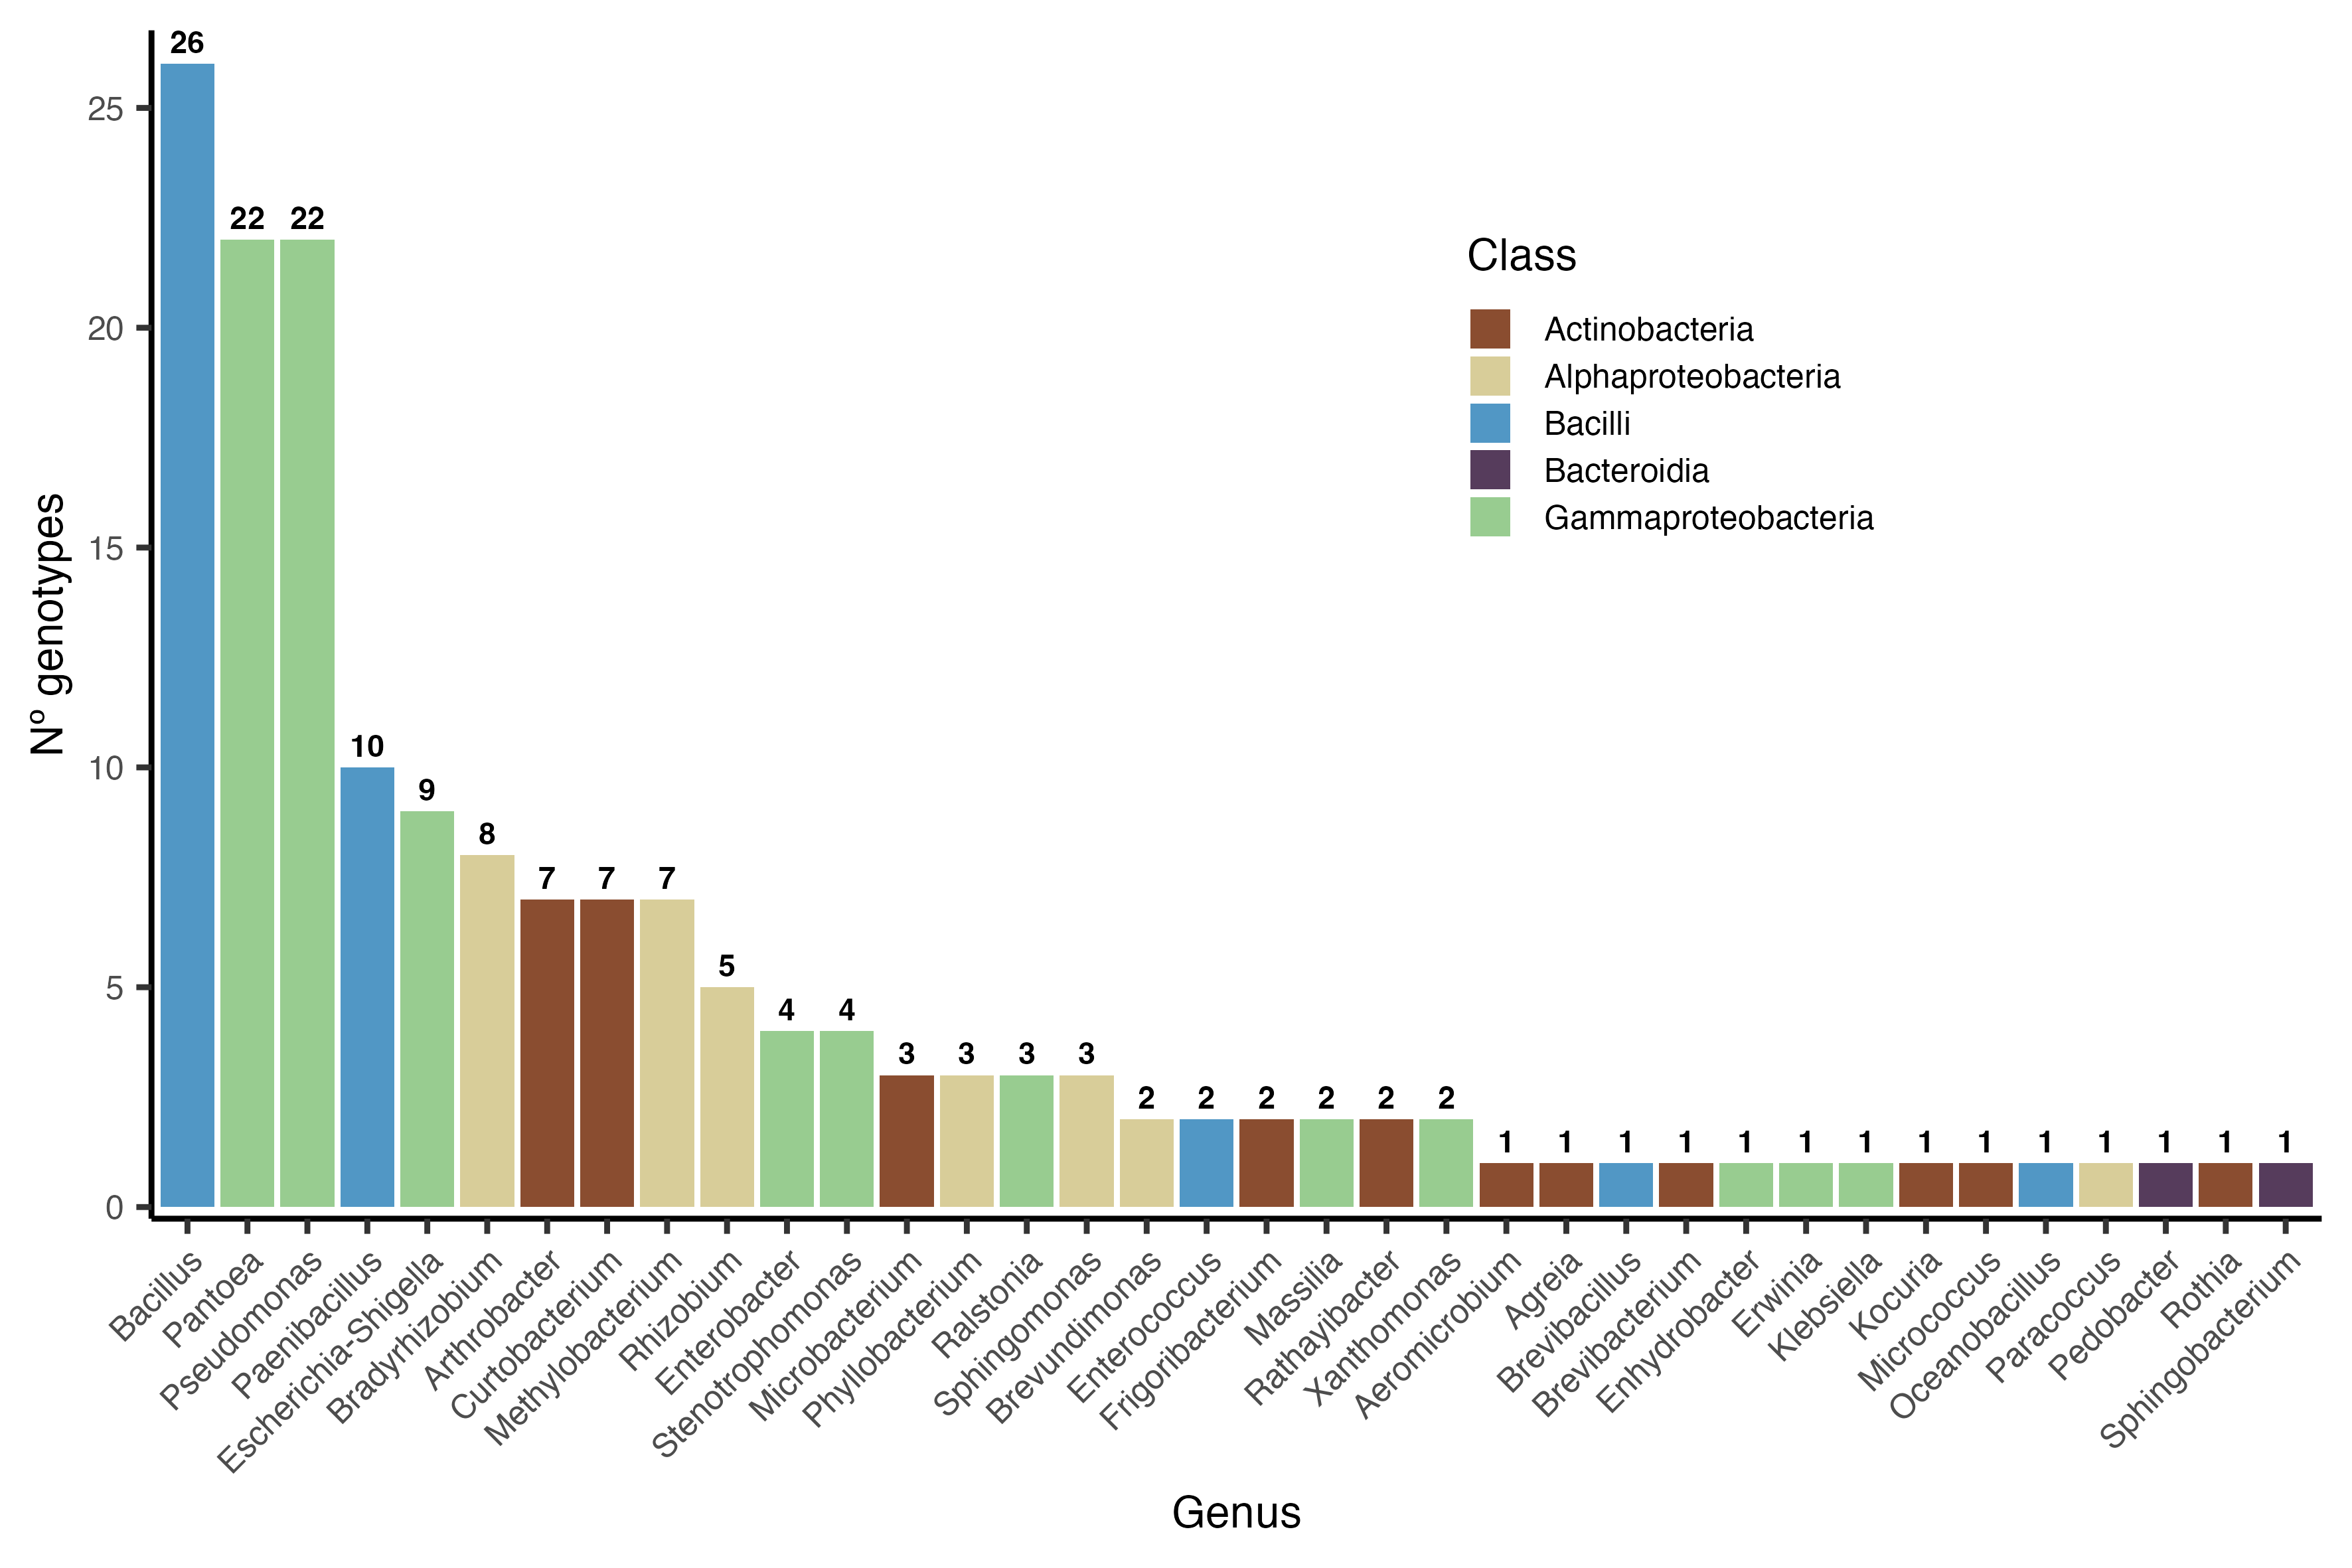 26
22 22
10
9
8
7 7 7
5
4 4
3 3 3 3
2 2 2 2 2 2
1 1 1 1 1 1 1 1 1 1 1 1 1 1
25
20
15
10
5
0
Nº genotypes
Class
Actinobacteria
Alphaproteobacteria
Bacilli
Bacteroidia
Gammaproteobacteria
Bacillus
Pantoea
Pseudomonas
Paenibacillus
Escherichia-Shigella
Bradyrhizobium
Arthrobacter
Curtobacterium
Methylobacterium
Rhizobium
Enterobacter
Stenotrophomonas
Microbacterium
Phyllobacterium
Ralstonia
Sphingomonas
Brevundimonas
Enterococcus
Frigoribacterium
Massilia
Rathayibacter
Xanthomonas
Aeromicrobium
Agreia
Brevibacillus
Brevibacterium
Enhydrobacter
Erwinia
Klebsiella
Kocuria
Micrococcus
Oceanobacillus
Paracoccus
Pedobacter
Rothia
Sphingobacterium
Genus